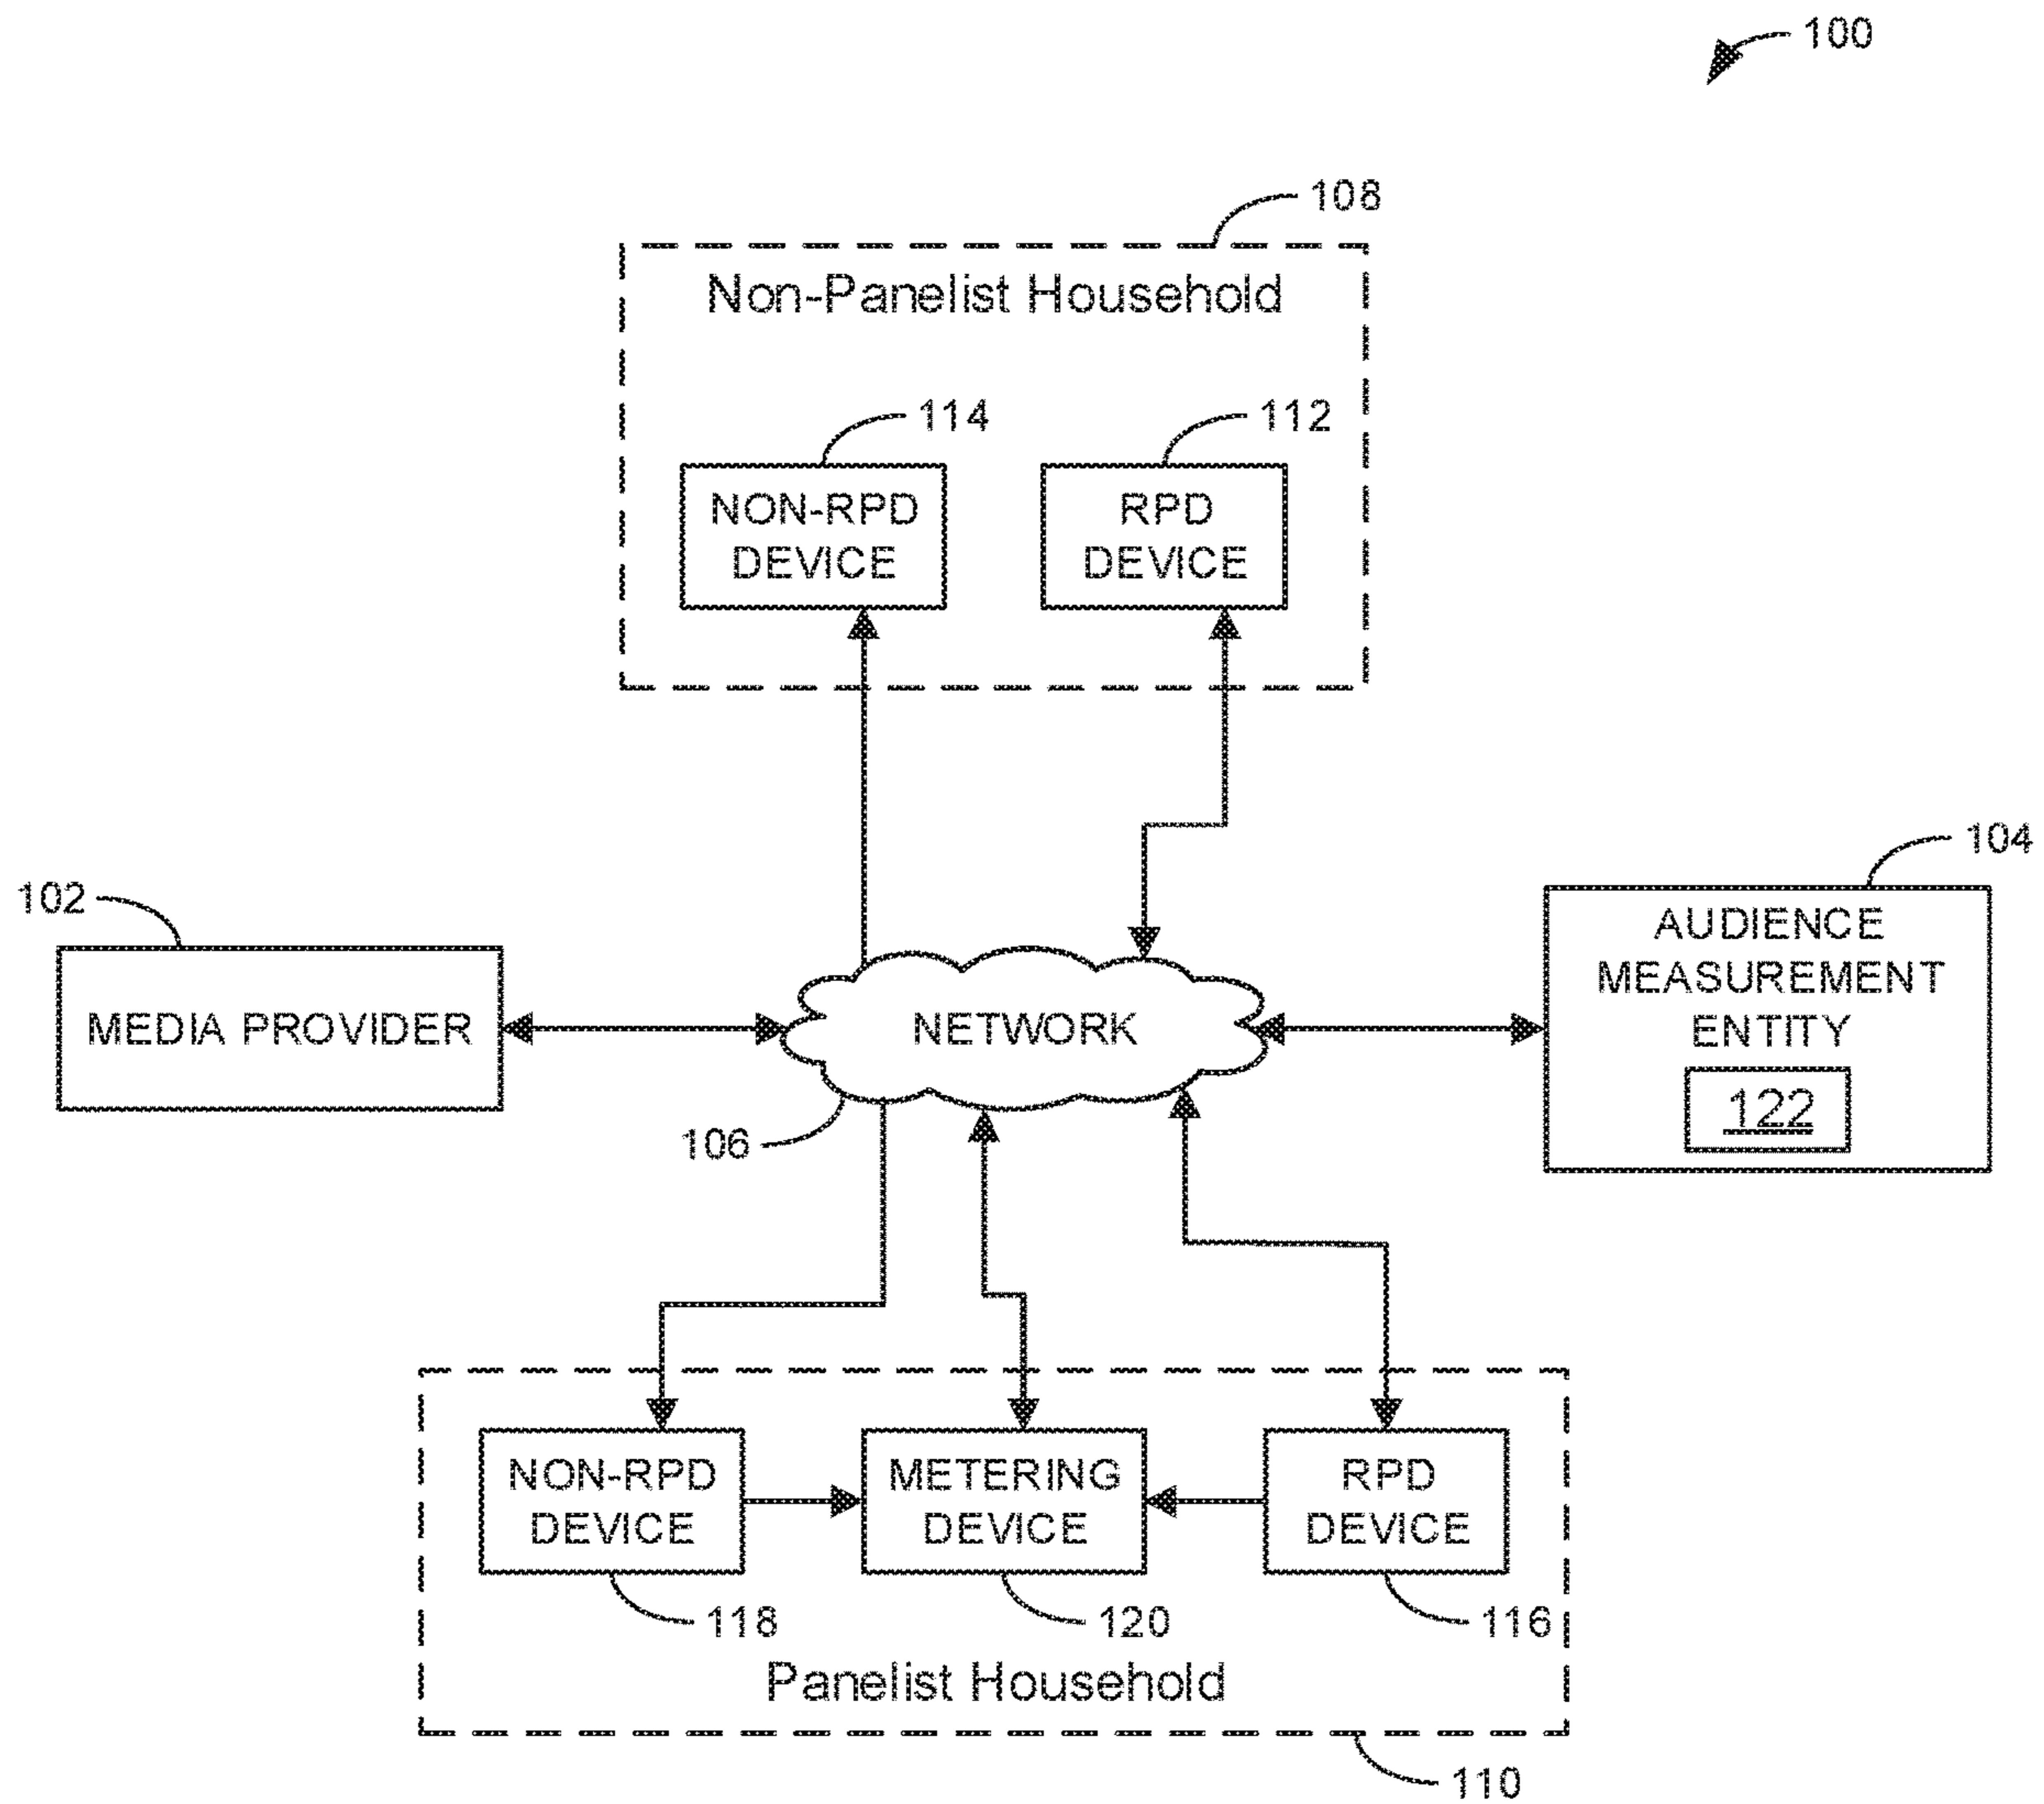 100
108
Non-Panelist Household
114
112
NON-RPD
DEVICE
RPD
DEVICE
104
102
AUDIENCE
MEASUREMENT
ENTITY
122
MEDIA PROVIDER
NETWORK
106
NON-RPD
DEVICE
METERING
DEVICE
RPD
DEVICE
118
120
116
Panelist Household
110